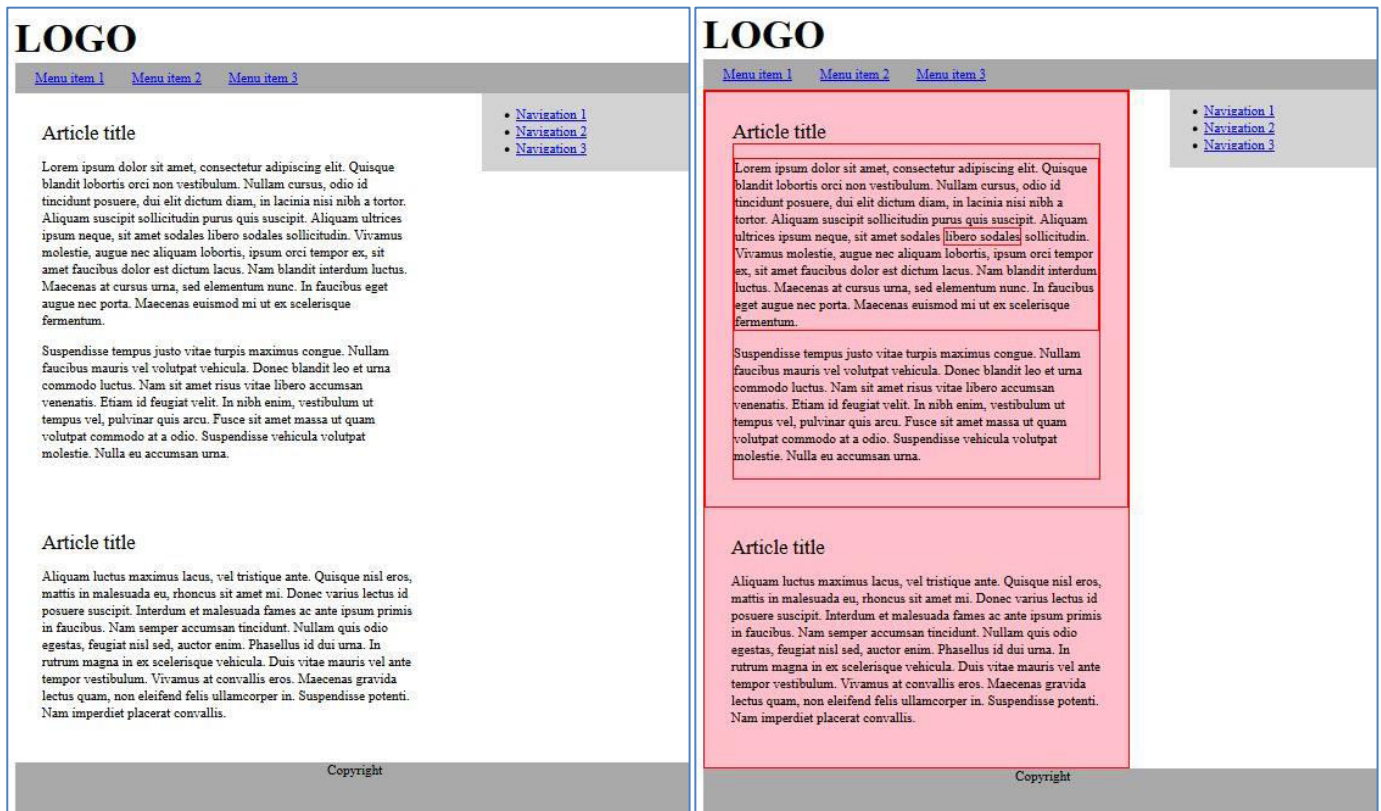 LOGO
Menu item 1 Menu item 2 Menu item 3
Navigation 1
Navigation 2
Navigation 3
Article title
Lorem ipsum dolor sit amet, consectetur adipiscing elit. Quisque
blandit lobortis orci non vestibulum. Nullam cursus, odio id
tincidunt posuere, dui elit dictum diam, in lacinia nisi nibh a tortor.
Aliquam suscipit sollicitudin purus quis suscipit. Aliquam ultrices
ipsum neque, sit amet sodales libero sodales sollicitudin. Vivamus
molestie, augue nec aliquam lobortis, ipsum orci tempor ex, sit
amet faucibus dolor est dictum lacus. Nam blandit interdum luctus.
Maecenas at cursus urna, sed elementum nunc. In faucibus eget
augue nec porta. Maecenas euismod mi ut ex scelerisque
fermentum.
Suspendisse tempus justo vitae turpis maximus congue. Nullam
faucibus mauris vel volutpat vehicula. Donec blandit leo et urna
commodo luctus. Nam sit amet risus vitae libero accumsan
venenatis. Etiam id feugiat velit. In nibh enim, vestibulum ut
tempus vel, pulvinar quis arcu. Fusce sit amet massa ut quam
volutpat commodo at a odio. Suspendisse vehicula volutpat
molestie. Nulla eu accumsan urna.
Article title
Aliquam luctus maximus lacus, vel tristique ante. Quisque nisl eros,
mattis in malesuada eu, rhoncus sit amet mi. Donec varius lectus id
posuere suscipit. Interdum et malesuada fames ac ante ipsum primis
in faucibus. Nam semper accumsan tincidunt. Nullam quis odio
egestas, feugiat nisl sed, auctor enim. Phasellus id dui urna. In
rutrum magna in ex scelerisque vehicula. Duis vitae mauris vel ante
tempor vestibulum. Vivamus at convallis eros. Maecenas gravida
lectus quam, non eleifend felis ullamcorper in. Suspendisse potenti.
Nam imperdiet placerat convallis.
Copyright
LOGO
Menu item 1 Menu item 2 Menu item 3
Navigation 1
Navigation 2
Navigation 3
Article title
Lorem ipsum dolor sit amet, consectetur adipiscing elit. Quisque
blandit lobortis orci non vestibulum. Nullam cursus, odio id
tincidunt posuere, dui elit dictum diam, in lacinia nisi nibh a
tortor. Aliquam suscipit sollicitudin purus quis suscipit. Aliquam
ultrices ipsum neque, sit amet sodales libero sodales sollicitudin.
Vivamus molestie, augue nec aliquam lobortis, ipsum orci tempor
ex, sit amet faucibus dolor est dictum lacus. Nam blandit interdum
luctus. Maecenas at cursus urna, sed elementum nunc. In faucibus
eget augue nec porta. Maecenas euismod mi ut ex scelerisque
fermentum.
Suspendisse tempus justo vitae turpis maximus congue. Nullam
faucibus mauris vel volutpat vehicula. Donec blandit leo et urna
commodo luctus. Nam sit amet risus vitae libero accumsan
venenatis. Etiam id feugiat velit. In nibh enim, vestibulum ut
tempus vel, pulvinar quis arcu. Fusce sit amet massa ut quam
volutpat commodo at a odio. Suspendisse vehicula volutpat
molestie. Nulla eu accumsan urna.
Article title
Aliquam luctus maximus lacus, vel tristique ante. Quisque nisl eros,
mattis in malesuada eu, rhoncus sit amet mi. Donec varius lectus id
posuere suscipit. Interdum et malesuada fames ac ante ipsum primis
in faucibus. Nam semper accumsan tincidunt. Nullam quis odio
egestas, feugiat nisl sed, auctor enim. Phasellus id dui urna. In
rutrum magna in ex scelerisque vehicula. Duis vitae mauris vel ante
tempor vestibulum. Vivamus at convallis eros. Maecenas gravida
lectus quam, non eleifend felis ullamcorper in. Suspendisse potenti.
Nam imperdiet placerat convallis.
Copyright